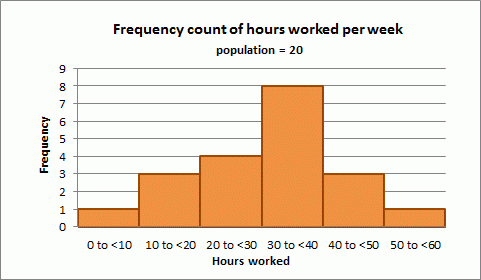 Frequency count of hours worked per week
population = 20
9
8
7
6
5
4
3
2
1
0
Frequency
0 to <10 10 to <20 20 to <30 30 to <40 40 to <50 50 to <60
Hours worked